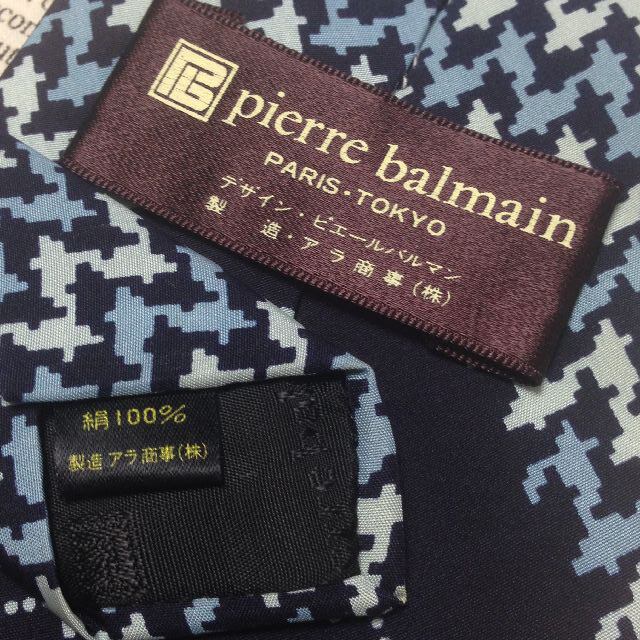 PB pierre balmain
PARIS・TOKYO
デザイン・ピエールバルマン
製 造・アラ商事(株)
絹100%
製造 アラ商事(株)